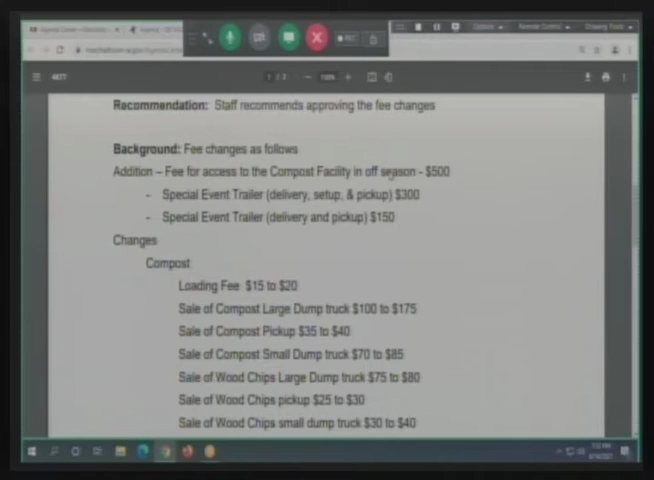 4877
100%
Recommendation: Staff recommends approving the fee changes
Background: Fee changes as follows
Addition – Fee for access to the Compost Facility in off season - $500
- Special Event Trailer (delivery, setup, & pickup) $300
- Special Event Trailer (delivery and pickup) $150
Changes
Compost
Loading Fee $15 to $20
Sale of Compost Large Dump truck $100 to $175
Sale of Compost Pickup $35 to $40
Sale of Compost Small Dump truck $70 to $85
Sale of Wood Chips Large Dump truck $75 to $80
Sale of Wood Chips pickup $25 to $30
Sale of Wood Chips small dump truck $30 to $40